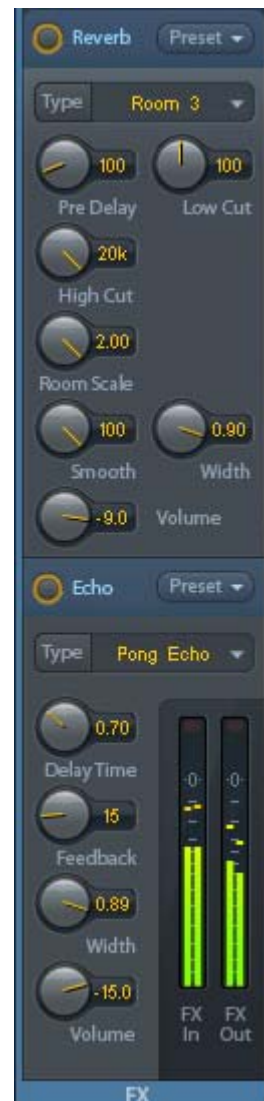 Reverb Preset
Type Room 3
100 100
Pre Delay Low Cut
20k
High Cut
2.00
Room Scale
100 0.90
Smooth Width
-9.0 Volume
Echo Preset
Type Pong Echo
0.70
Delay Time
15
Feedback
0.89
Width
-15.0
Volume
-0- -0-
FX In FX Out
FX